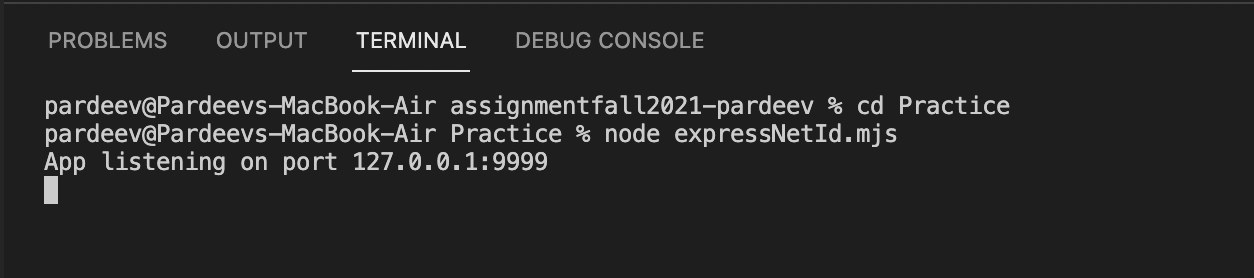 PROBLEMS OUTPUT TERMINAL DEBUG CONSOLE
pardeev@Pardeevs-MacBook-Air assignmentfall2021-pardeev % cd Practice
pardeev@Pardeevs-MacBook-Air Practice % node expressNetId.mjs
App listening on port 127.0.0.1:9999